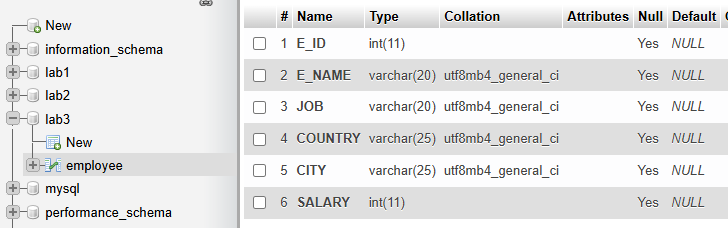 New
information_schema
lab1
lab2
lab3
New
employee
mysql
performance_schema
# Name Type Collation Attributes Null Default
1 E_ID int(11) Yes NULL
2 E_NAME varchar(20) utf8mb4_general_ci Yes NULL
3 JOB varchar(20) utf8mb4_general_ci Yes NULL
4 COUNTRY varchar(25) utf8mb4_general_ci Yes NULL
5 CITY varchar(25) utf8mb4_general_ci Yes NULL
6 SALARY int(11) Yes NULL